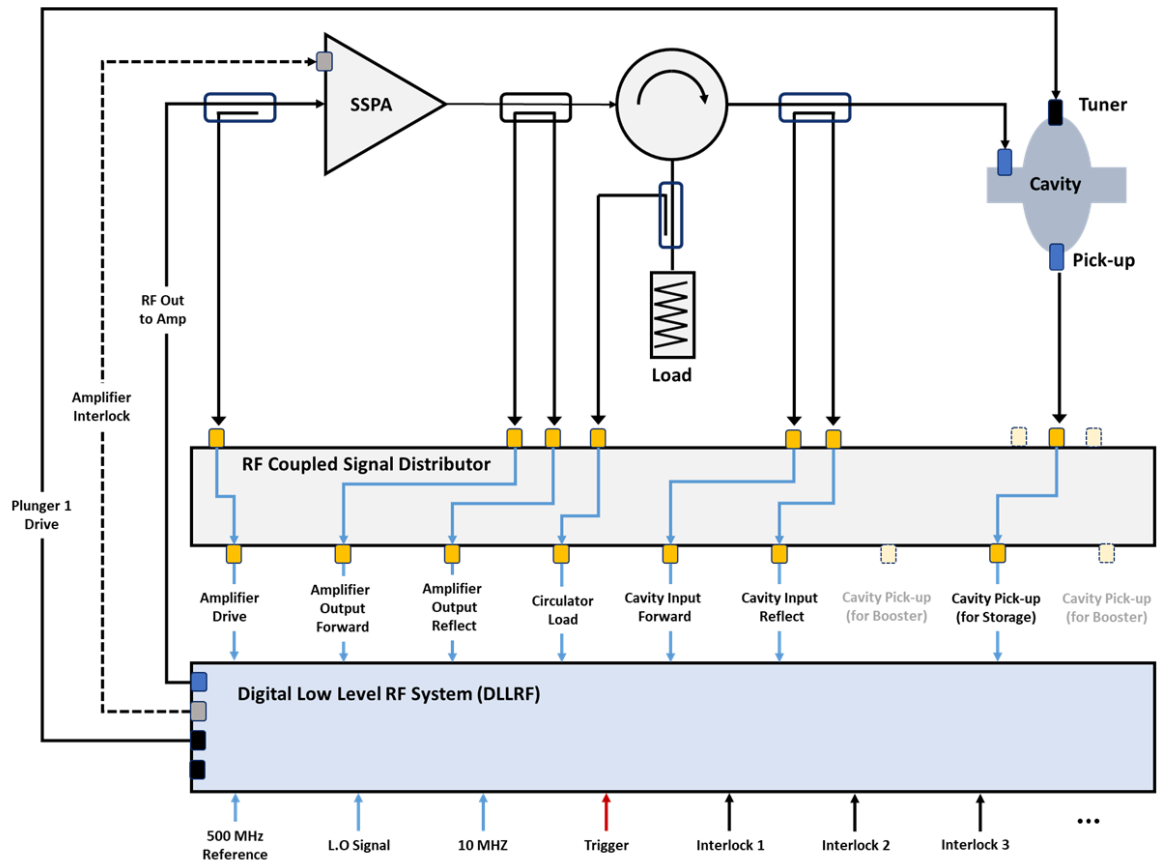 SSPA
Tuner
Cavity
Pick-up
RF Out
to Amp
Load
Amplifier
Interlock
Plunger 1
Drive
RF Coupled Signal Distributor
Amplifier
Drive
Amplifier
Output
Forward
Amplifier
Output
Reflect
Circulator
Load
Cavity Input
Forward
Cavity Input
Reflect
Cavity Pick-up
(for Booster)
Cavity Pick-up
(for Storage)
Cavity Pick-up
(for Booster)
Digital Low Level RF System (DLLRF)
500 MHz
Reference
L.O Signal
10 MHZ
Trigger
Interlock 1
Interlock 2
Interlock 3
...